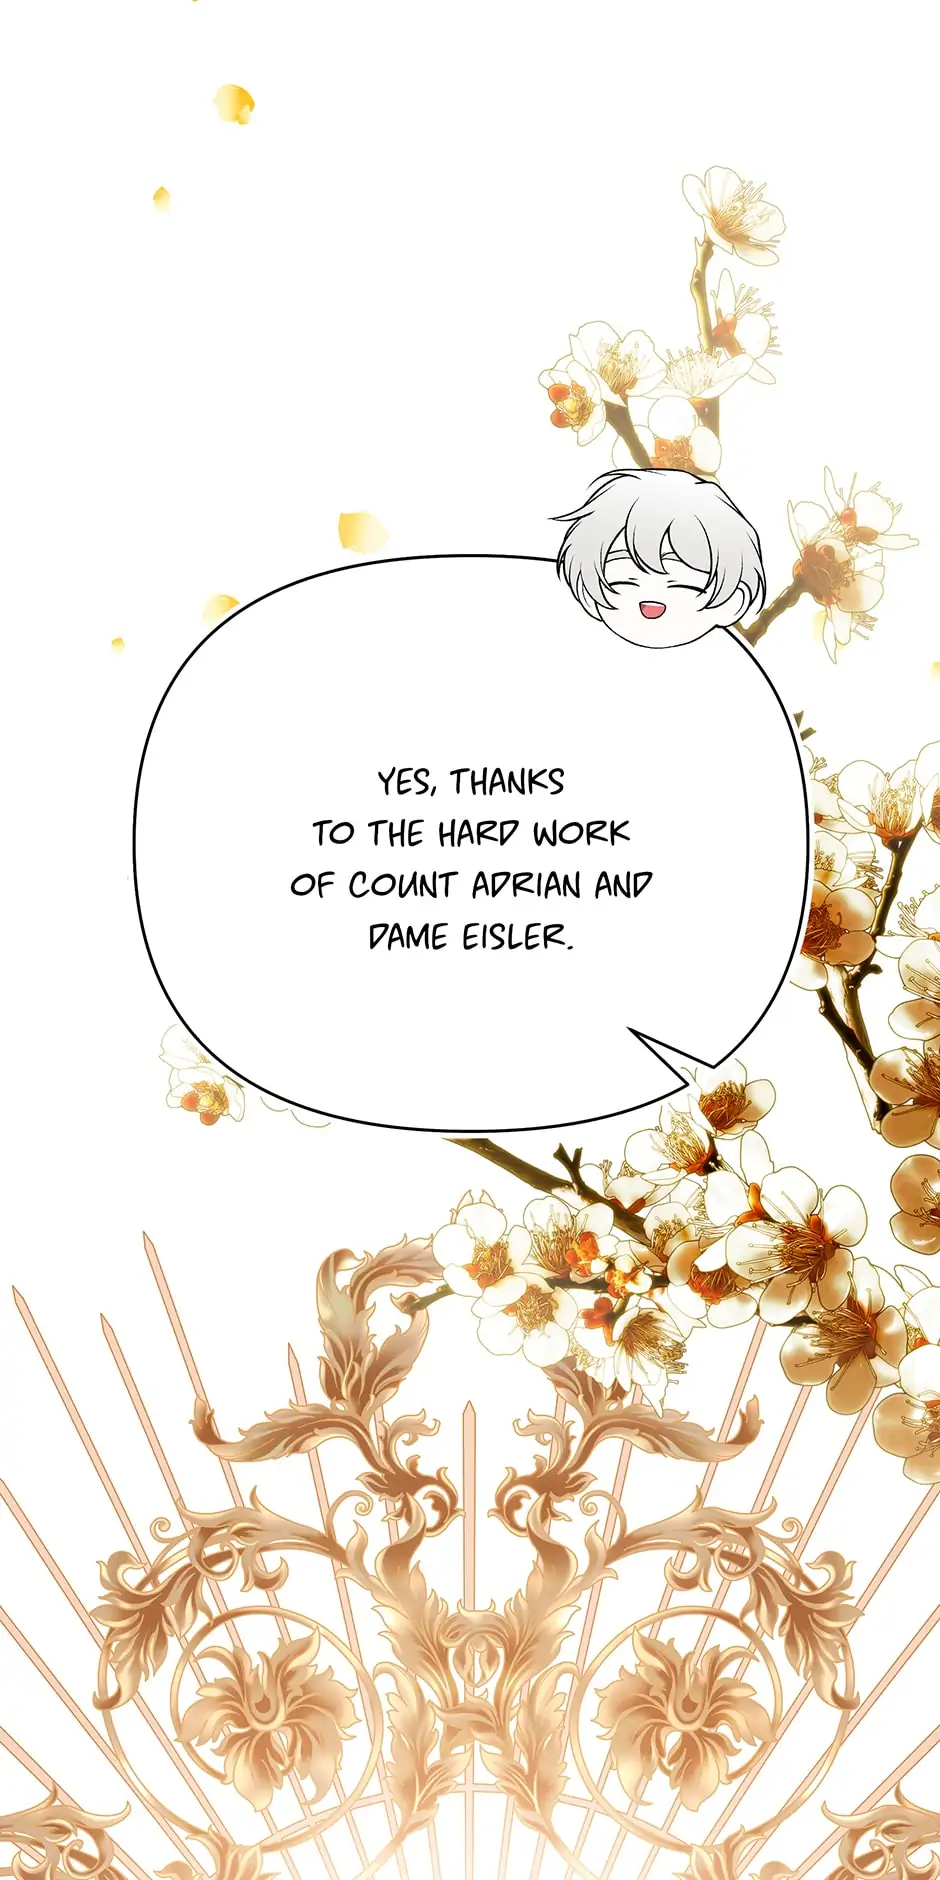 YES, THANKS
TO THE HARD WORK
OF COUNT ADRIAN AND
DAME EISLER.